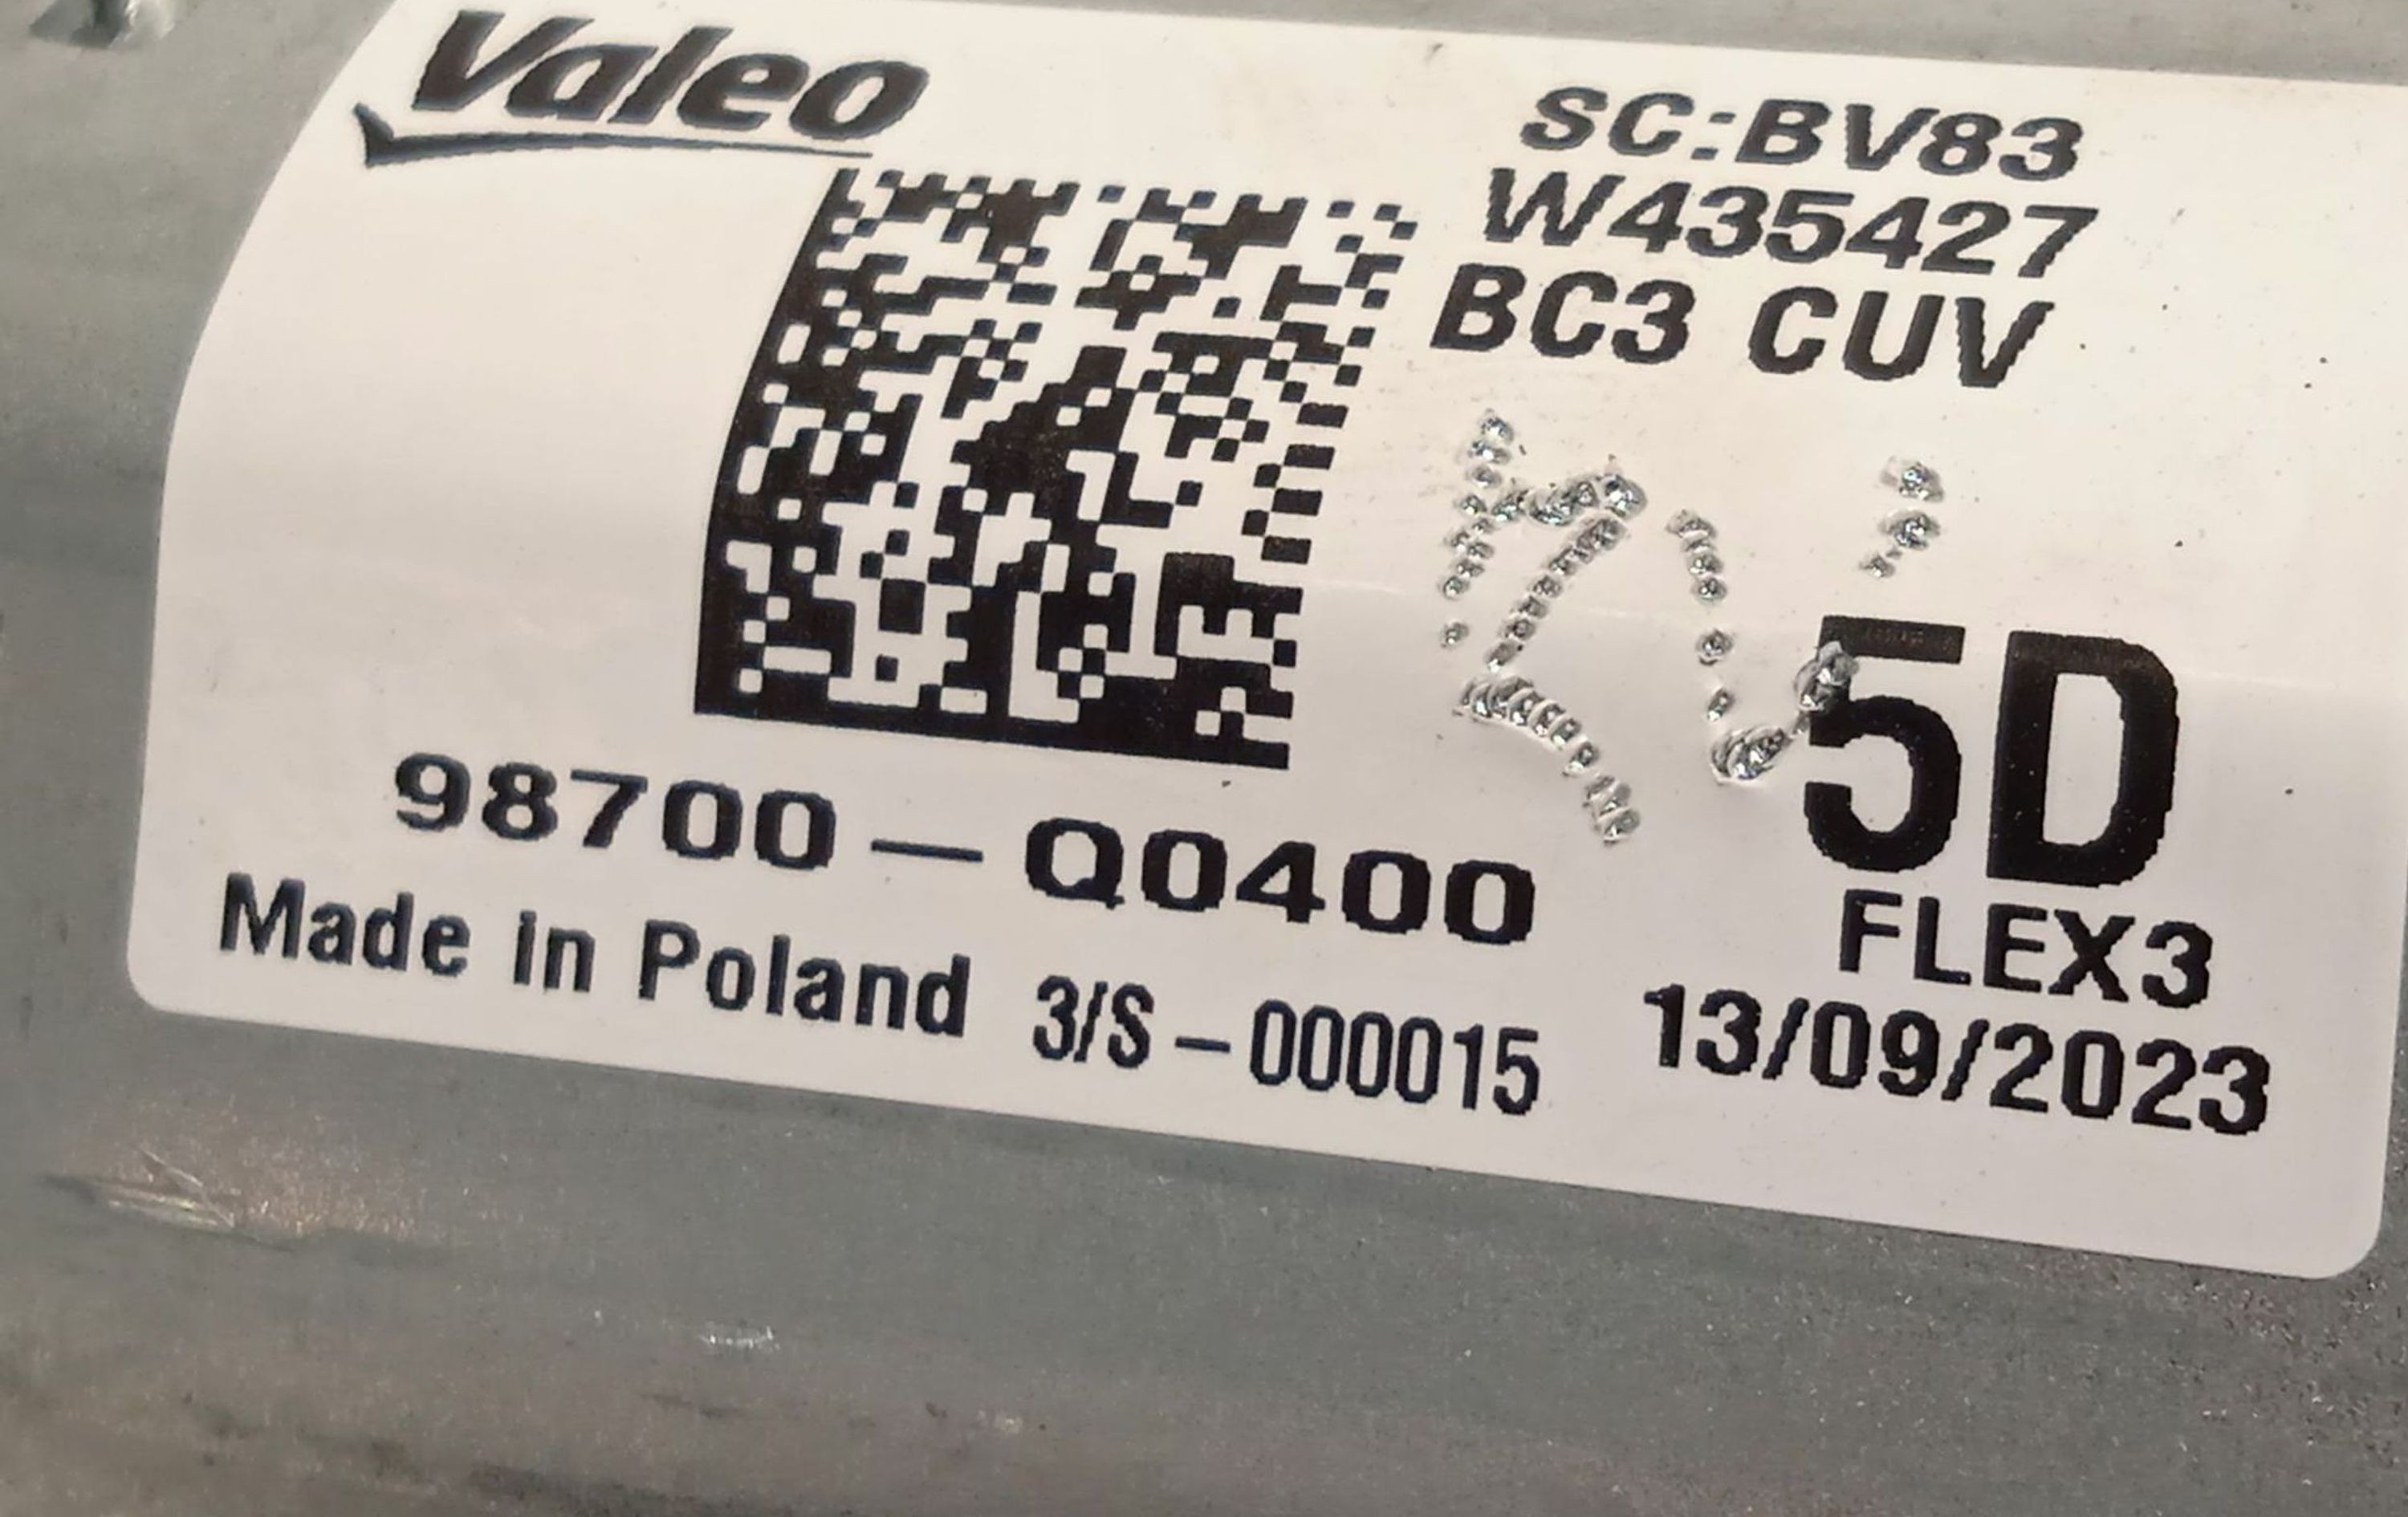 Valeo
SC:BV83
W435427
BC3 CUV
5D
FLEX3
13/09/2023
98700-Q0400
Made in Poland 3/S-000015